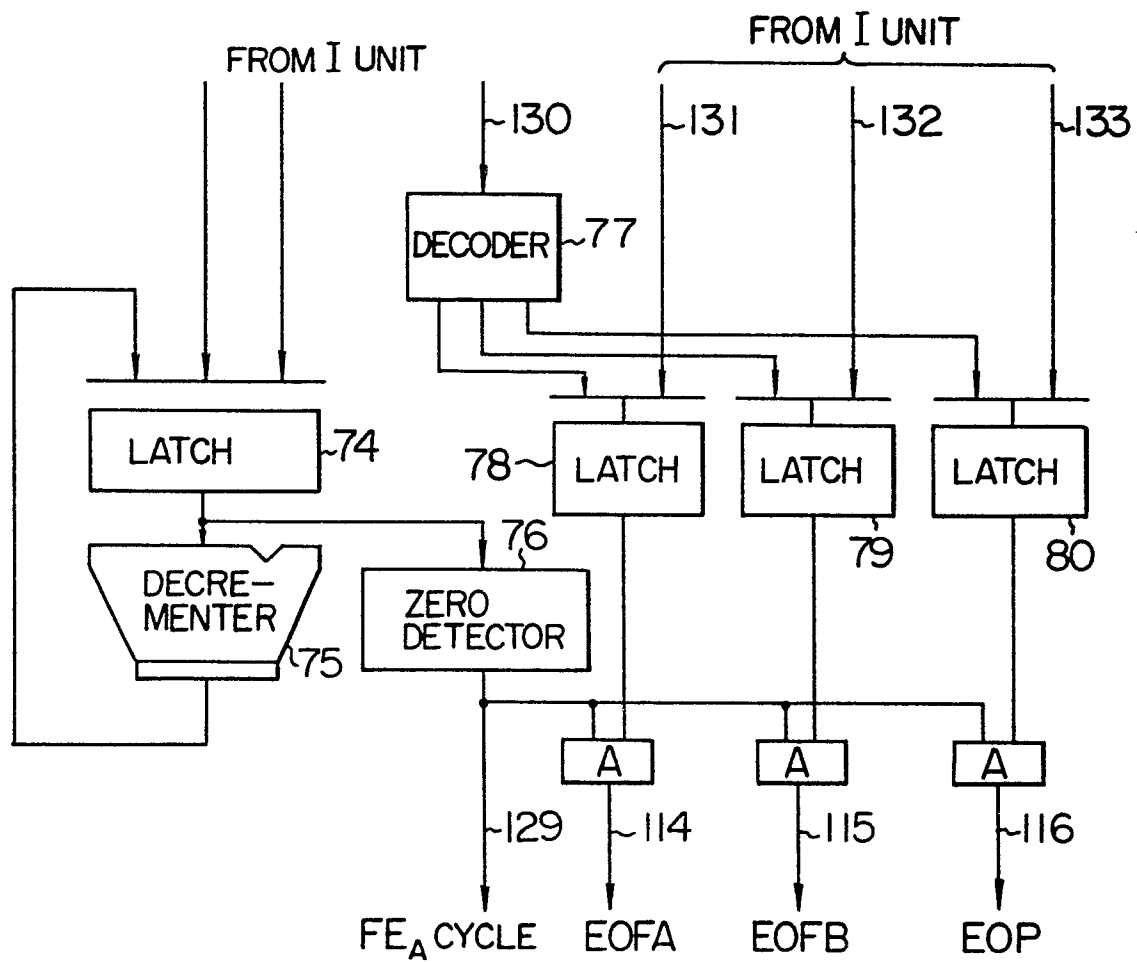 FROM I UNIT
FROM I UNIT
130
131
132
133
DECODER
77
LATCH
74
78
LATCH
LATCH
LATCH
79
80
76
DECRE-
MENTER
75
ZERO
DETECTOR
A
A
A
129
114
115
116
FEA CYCLE
EOFA
EOFB
EOP